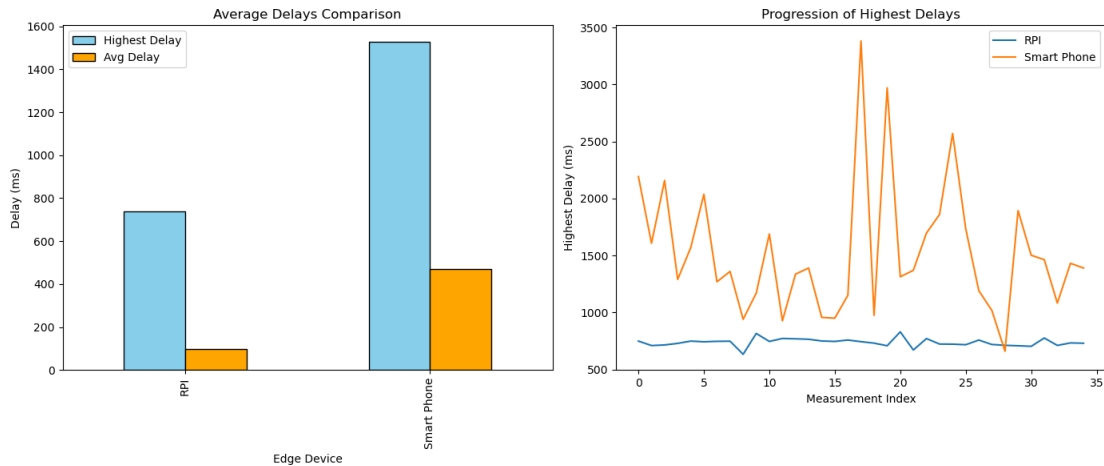 Average Delays Comparison
Highest Delay
Avg Delay
1600
1400
1200
1000
800
600
400
200
0
Delay (ms)
RPI
Smart Phone
Edge Device
Progression of Highest Delays
RPI
Smart Phone
3500
3000
2500
2000
1500
1000
500
Highest Delay (ms)
0 5 10 15 20 25 30 35
Measurement Index